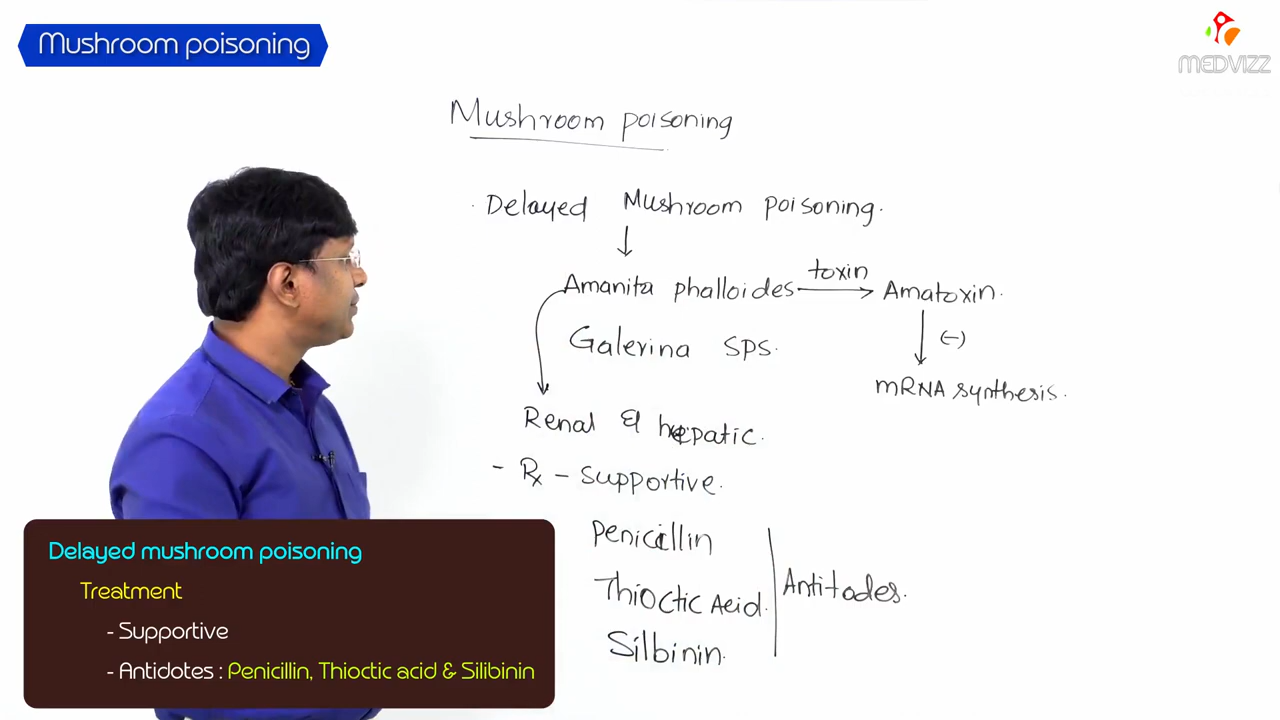 Mushroom poisoning
MEDVIZZ
Mushroom poisoning
Delayed Mushroom poisoning.
Amanita phalloides toxin Amatoxin.
(-)
Galerina SPS.
mRNA synthesis.
Renal & hepatic.
- Rx - Supportive.
Penicillin
Thioctic Acid.
Antitodes.
Silbinin.
Delayed mushroom poisoning
Treatment
- Supportive
- Antidotes : Penicillin, Thioctic acid & Silibinin